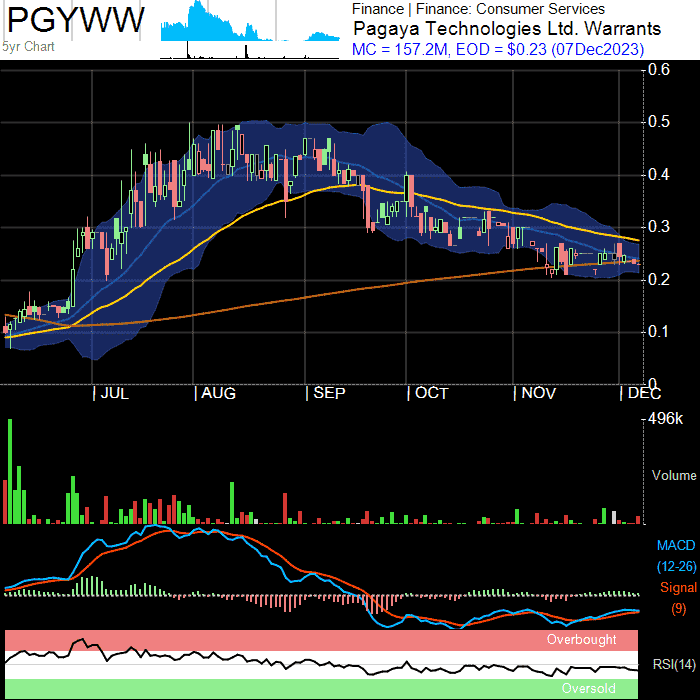 PGYWW
5yr Chart
Finance | Finance: Consumer Services
Pagaya Technologies Ltd. Warrants
MC = 157.2M, EOD = $0.23 (07Dec2023)
0.6
0.5
0.4
0.3
0.2
0.1
0
| JUL | AUG | SEP | OCT | NOV | DEC
496k
Volume
MACD
(12-26)
Signal
(9)
Overbought
RSI(14)
Oversold